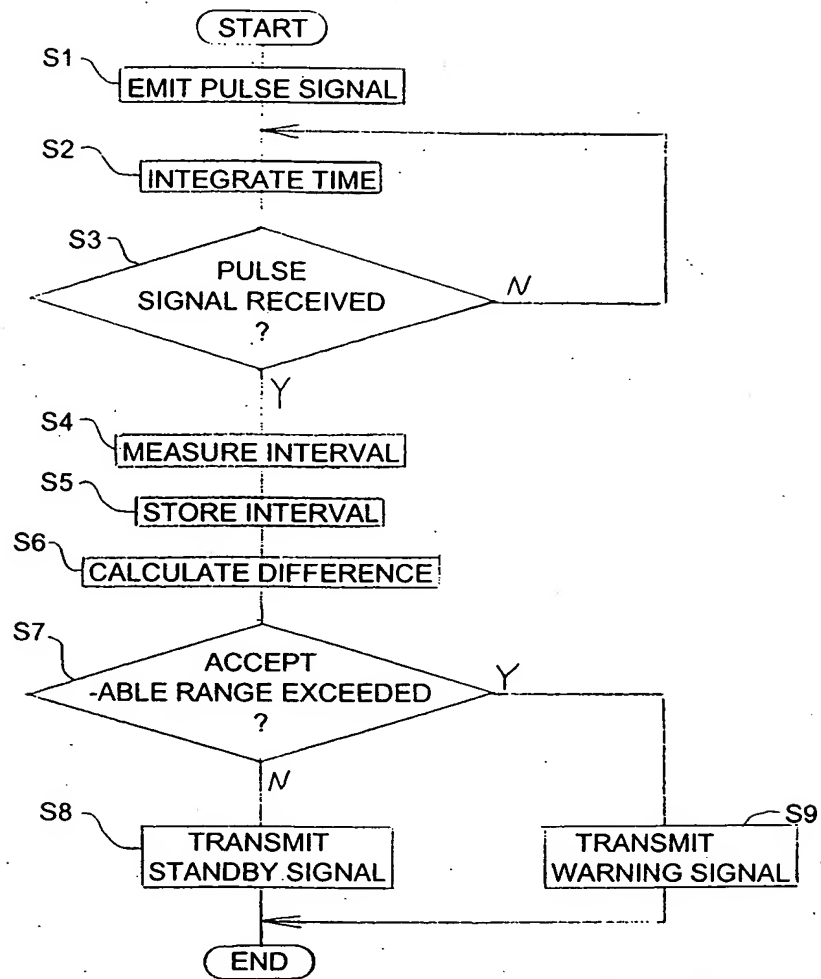 START
S1
EMIT PULSE SIGNAL
S2
INTEGRATE TIME
S3
PULSE
SIGNAL RECEIVED
?
N
Y
S4
MEASURE INTERVAL
S5
STORE INTERVAL
S6
CALCULATE DIFFERENCE
S7
ACCEPT
-ABLE RANGE EXCEEDED
?
Y
N
S8
TRANSMIT
STANDBY SIGNAL
S9
TRANSMIT
WARNING SIGNAL
END